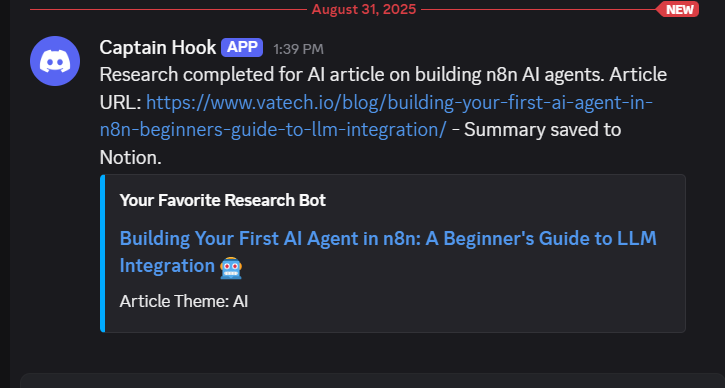 August 31, 2025
NEW
Captain Hook APP 1:39 PM
Research completed for AI article on building n8n AI agents. Article
URL: https://www.vatech.io/blog/building-your-first-ai-agent-in-
n8n-beginners-guide-to-llm-integration/ - Summary saved to
Notion.
Your Favorite Research Bot
Building Your First AI Agent in n8n: A Beginner's Guide to LLM
Integration 🤖
Article Theme: AI